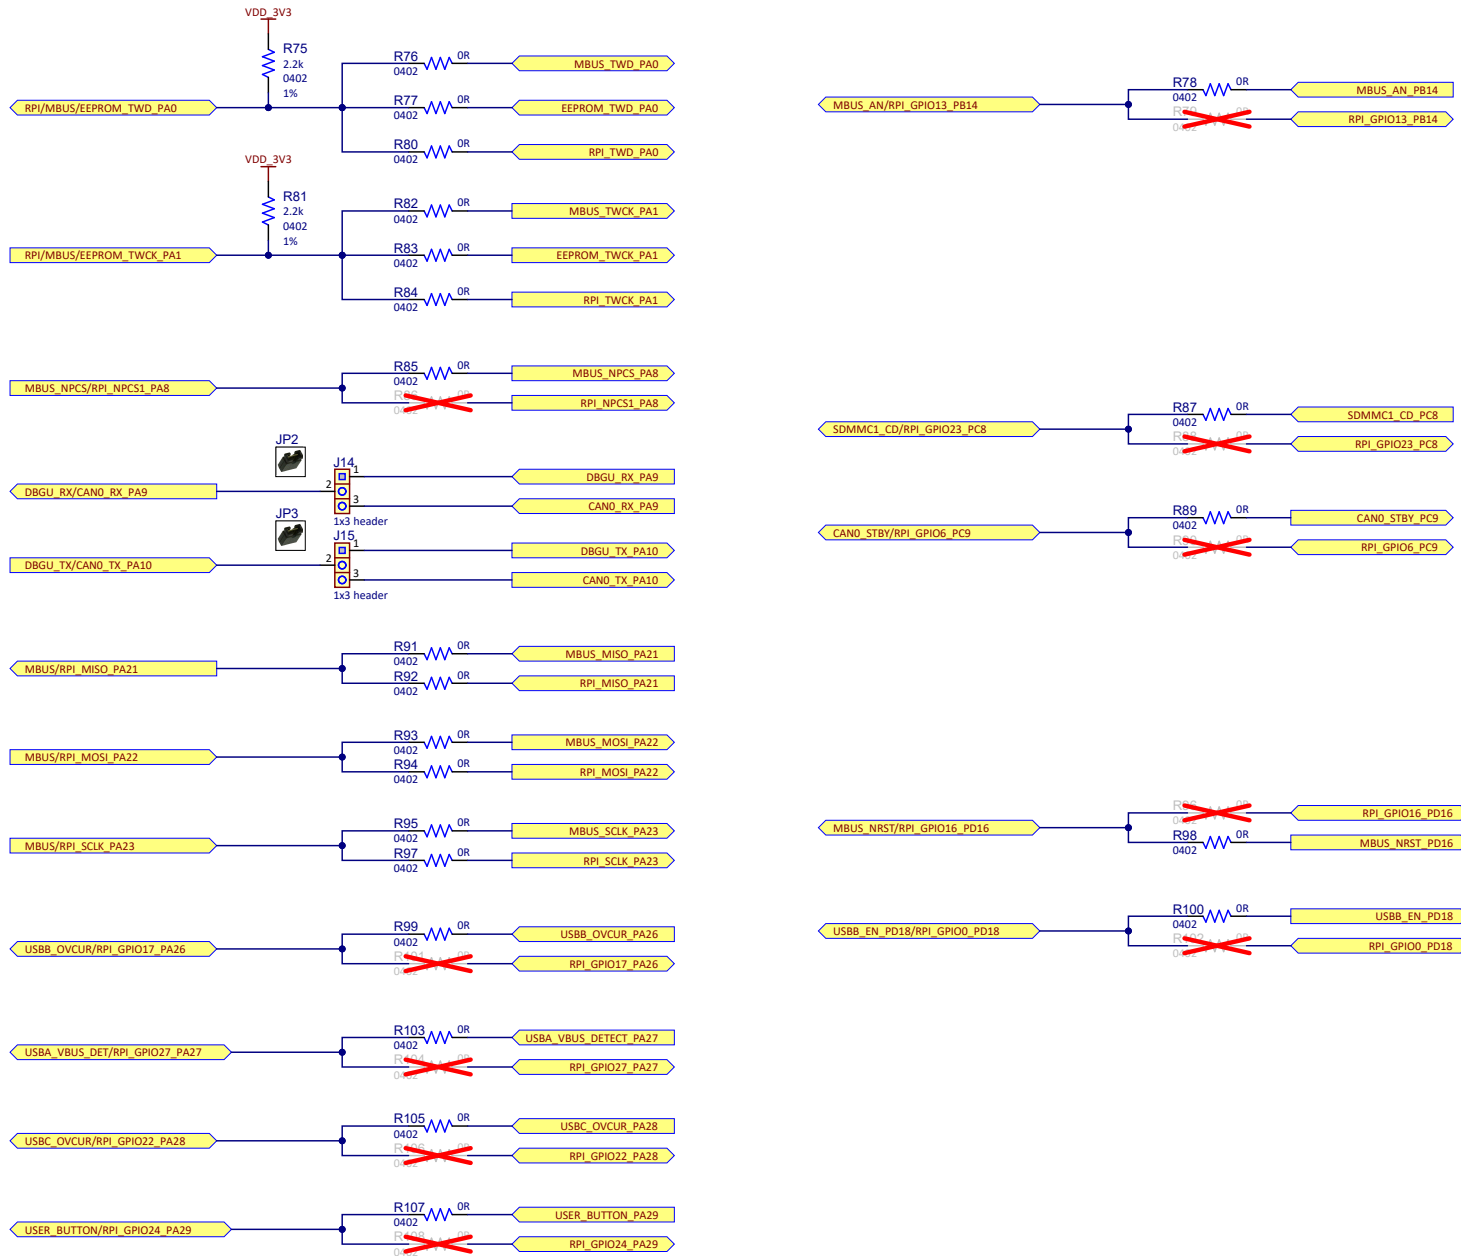 VDD_3V3
R75
2.2k
0402
1%
RPI/MBUS/EEPROM_TWD_PA0
R76
0R
0402
MBUS_TWD_PA0
R77
0R
0402
EEPROM_TWD_PA0
R80
0R
0402
RPI_TWD_PA0
VDD_3V3
R81
2.2k
0402
1%
RPI/MBUS/EEPROM_TWCK_PA1
R82
0R
0402
MBUS_TWCK_PA1
R83
0R
0402
EEPROM_TWCK_PA1
R84
0R
0402
RPI_TWCK_PA1
MBUS_NPCS/RPI_NPCS1_PA8
R85
0R
0402
MBUS_NPCS_PA8
RPI_NPCS1_PA8
JP2
J14
DBGU_RX/CAN0_RX_PA9
1
2
3
1x3 header
DBGU_RX_PA9
CAN0_RX_PA9
JP3
J15
DBGU_TX/CAN0_TX_PA10
1
2
3
1x3 header
DBGU_TX_PA10
CAN0_TX_PA10
MBUS/RPI_MISO_PA21
R91
0R
0402
MBUS_MISO_PA21
R92
0R
0402
RPI_MISO_PA21
MBUS/RPI_MOSI_PA22
R93
0R
0402
MBUS_MOSI_PA22
R94
0R
0402
RPI_MOSI_PA22
MBUS/RPI_SCLK_PA23
R95
0R
0402
MBUS_SCLK_PA23
R97
0R
0402
RPI_SCLK_PA23
USBB_OVCUR/RPI_GPIO17_PA26
R99
0R
0402
USBB_OVCUR_PA26
RPI_GPIO17_PA26
USBA_VBUS_DET/RPI_GPIO27_PA27
R103
0R
0402
USBA_VBUS_DETECT_PA27
RPI_GPIO27_PA27
USBC_OVCUR/RPI_GPIO22_PA28
R105
0R
0402
USBC_OVCUR_PA28
RPI_GPIO22_PA28
USER_BUTTON/RPI_GPIO24_PA29
R107
0R
0402
USER_BUTTON_PA29
RPI_GPIO24_PA29
MBUS_AN/RPI_GPIO13_PB14
R78
0R
0402
MBUS_AN_PB14
RPI_GPIO13_PB14
SDMMC1_CD/RPI_GPIO23_PC8
R87
0R
0402
SDMMC1_CD_PC8
RPI_GPIO23_PC8
CAN0_STBY/RPI_GPIO6_PC9
R89
0R
0402
CAN0_STBY_PC9
RPI_GPIO6_PC9
MBUS_NRST/RPI_GPIO16_PD16
RPI_GPIO16_PD16
R98
0R
0402
MBUS_NRST_PD16
USBB_EN_PD18/RPI_GPIO0_PD18
R100
0R
0402
USBB_EN_PD18
RPI_GPIO0_PD18